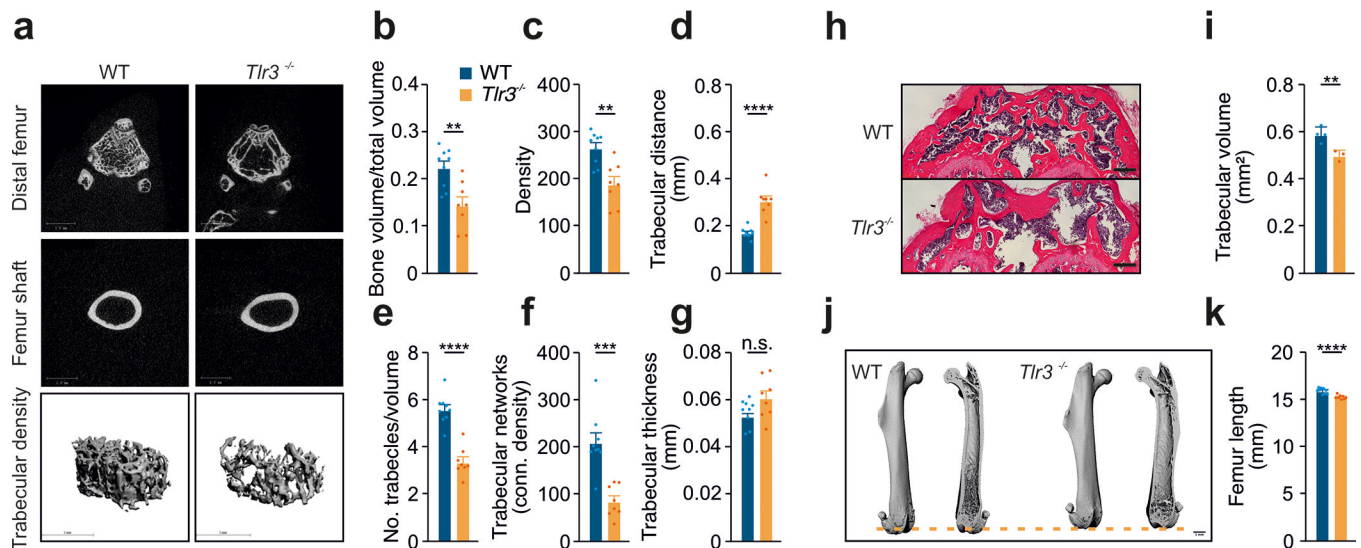 a
WT
Tlr3 -/-
Distal femur
Femur shaft
Trabecular density
b
WT
Tlr3-/-
Bone volume/total volume
0.4
0.3
0.2
0.1
0
**
c
Density
400
300
200
100
0
**
d
Trabecular distance
(mm)
0.8
0.6
0.4
0.2
0
****
e
No. trabecles/volume
8
6
4
2
0
****
f
Trabecular networks
(conn. density)
400
300
200
100
0
***
g
Trabecular thickness
(mm)
0.08
0.06
0.04
0.02
0.0
n.s.
h
WT
Tlr3-/-
i
Trabecular volume
(mm²)
0.8
0.6
0.4
0.2
0
**
j
WT
Tlr3 -/-
k
Femur length
(mm)
20
15
10
5
0
****